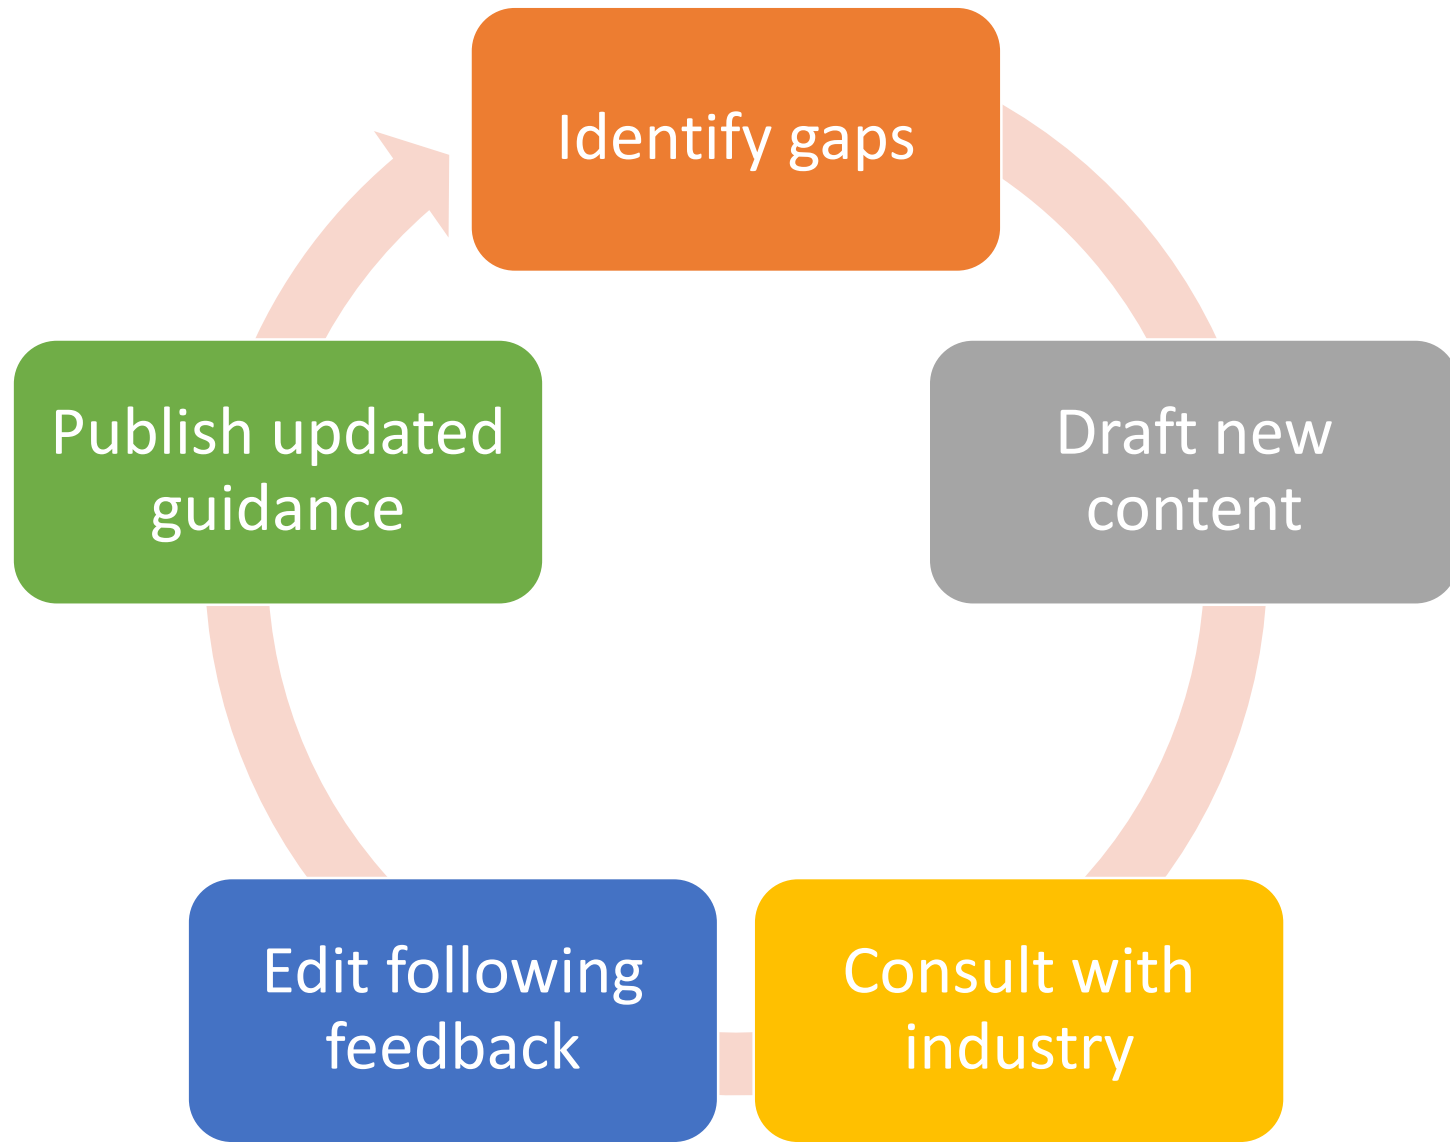 Identify gaps
Draft new
content
Consult with
industry
Edit following
feedback
Publish updated
guidance